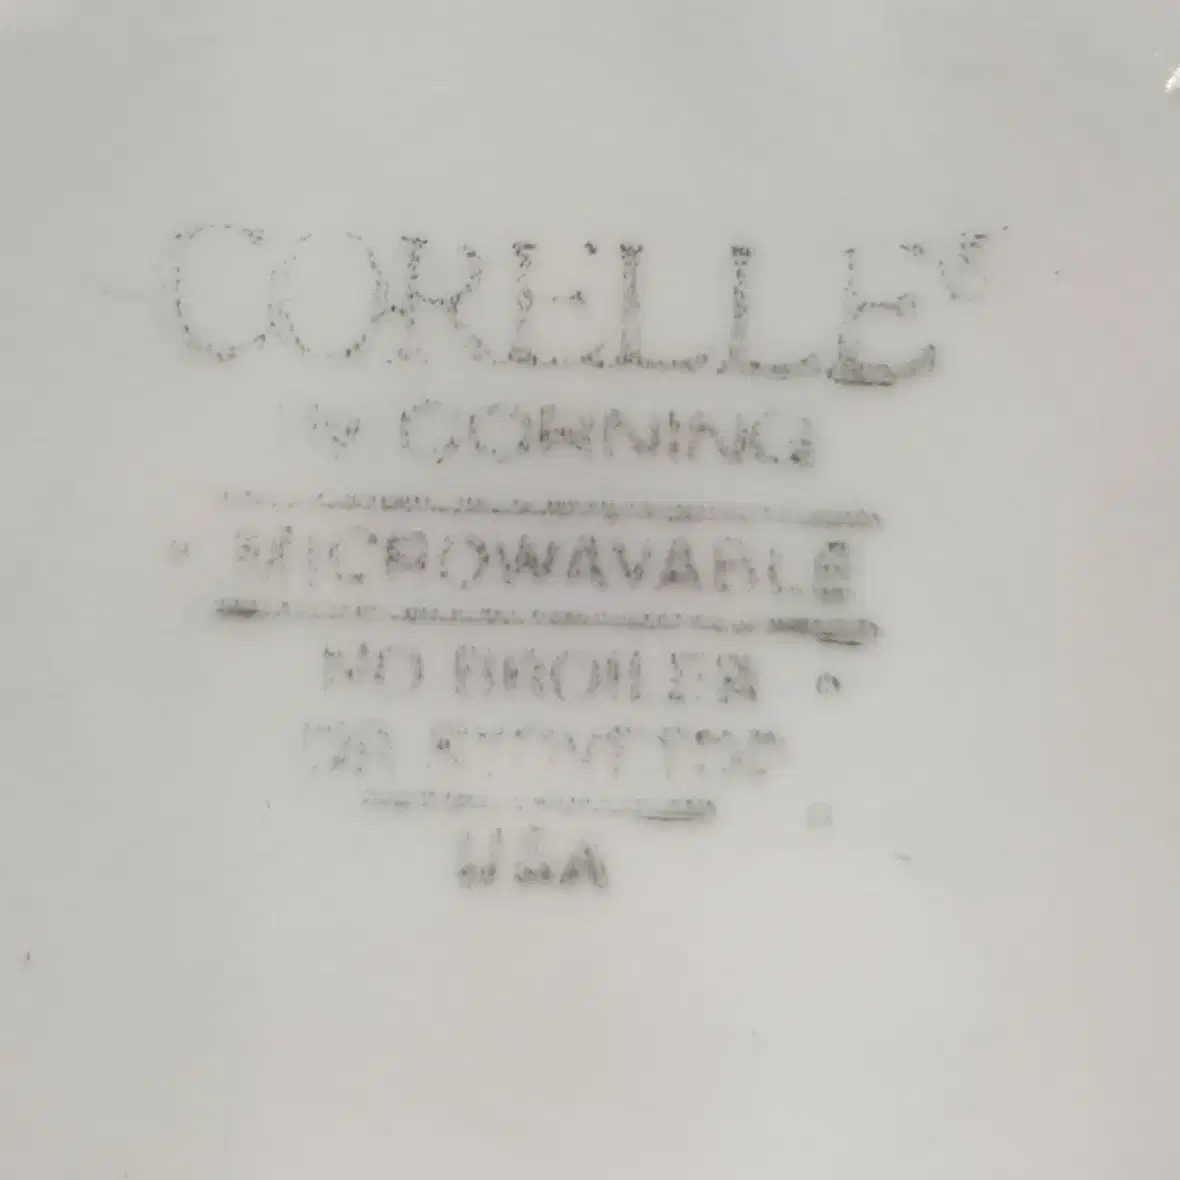 CORELLE®
by CORNING
MICROWAVABLE
NO BROILER
OR STOVETOP
USA